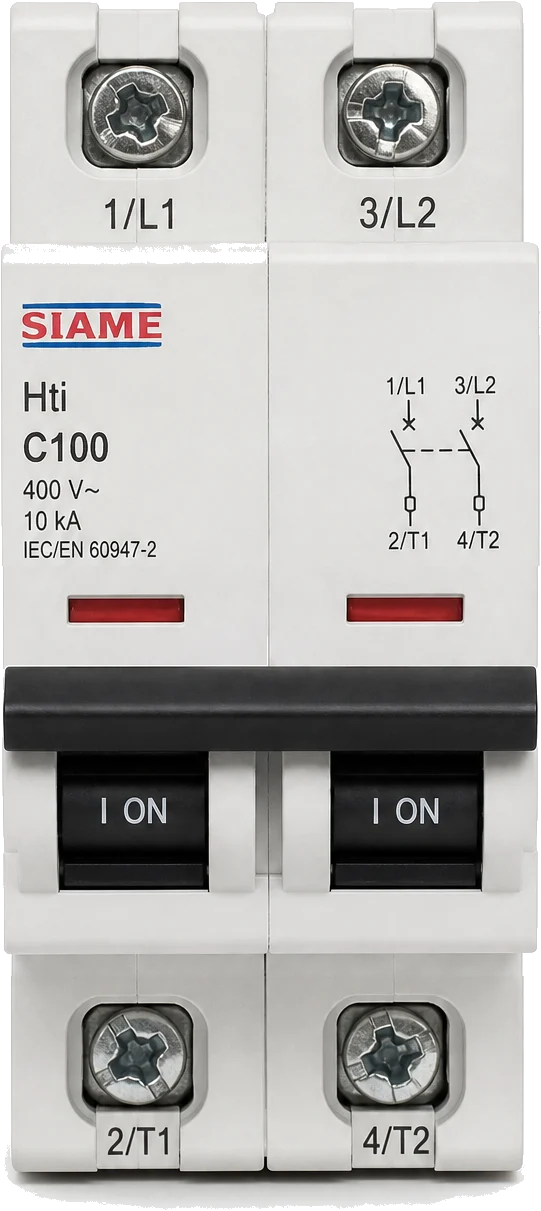 1/L1 3/L2
SIAME
Hti
C100
400 V~
10 kA
IEC/EN 60947-2
1/L1 3/L2
2/T1 4/T2
I ON I ON
2/T1 4/T2